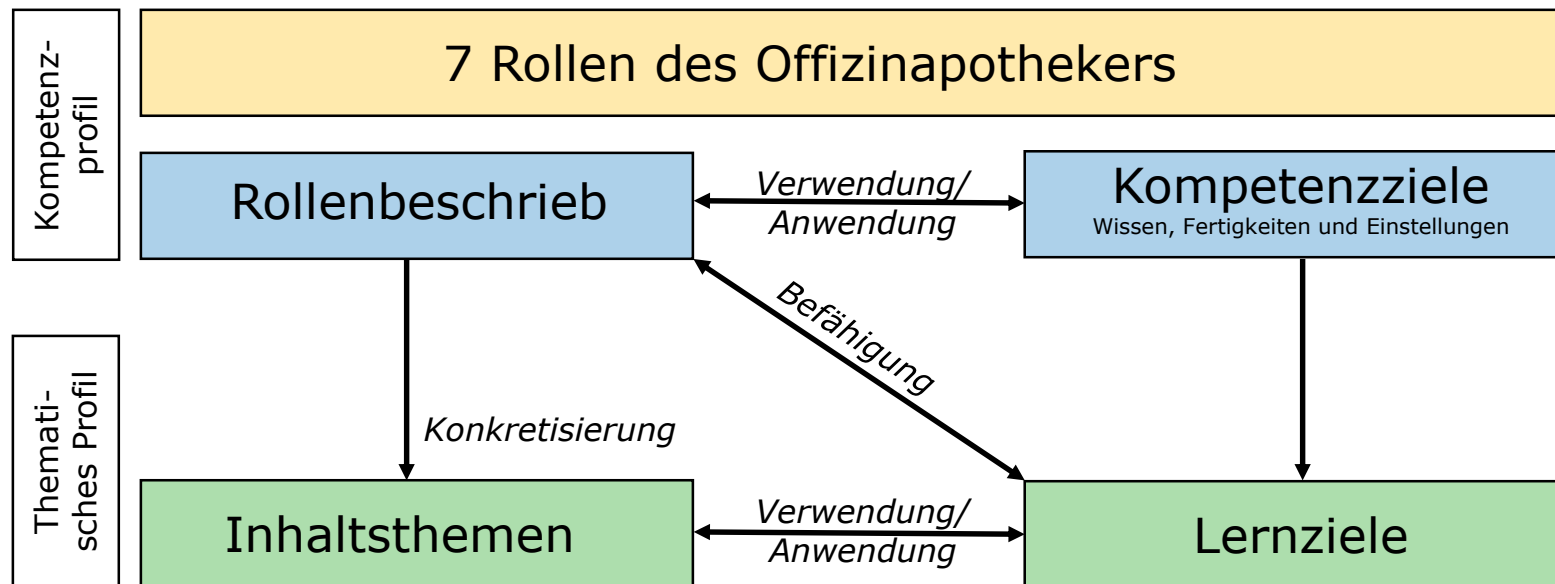 Kompetenz-
profil
7 Rollen des Offizinapothekers
Rollenbeschrieb
Verwendung/
Anwendung
Kompetenzziele
Wissen, Fertigkeiten und Einstellungen
Befähigung
Konkretisierung
Themati-
sches Profil
Inhaltsthemen
Verwendung/
Anwendung
Lernziele